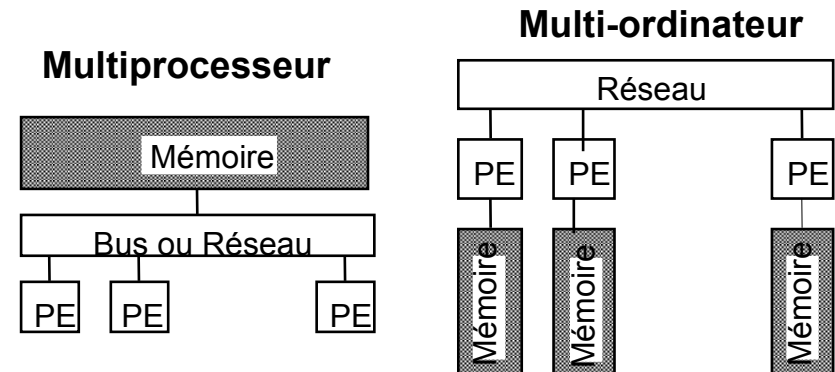 Multiprocesseur
Mémoire
Bus ou Réseau
PE PE PE
Multi-ordinateur
Réseau
PE PE PE
Mémoire Mémoire Mémoire